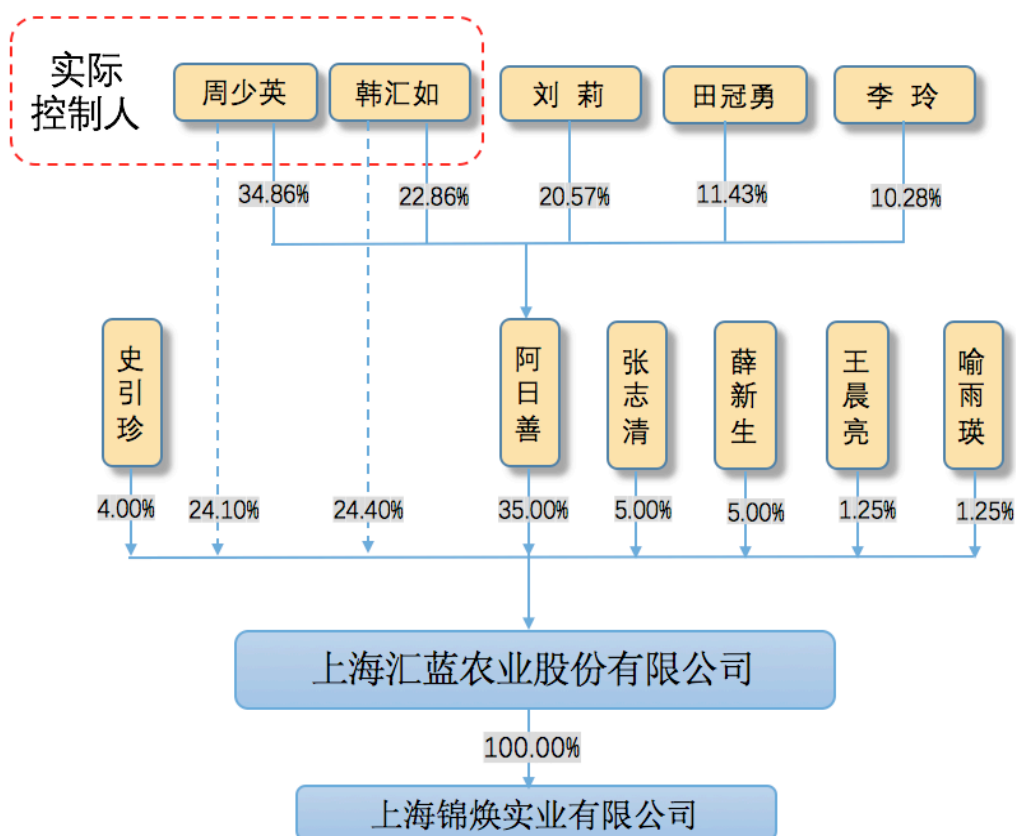 实际
控制人
周少英
韩汇如
刘 莉
田冠勇
李 玲
34.86%
22.86%
20.57%
11.43%
10.28%
史引珍
阿日善
张志清
薛新生
王晨亮
喻雨瑛
4.00%
24.10%
24.40%
35.00%
5.00%
5.00%
1.25%
1.25%
上海汇蓝农业股份有限公司
100.00%
上海锦焕实业有限公司